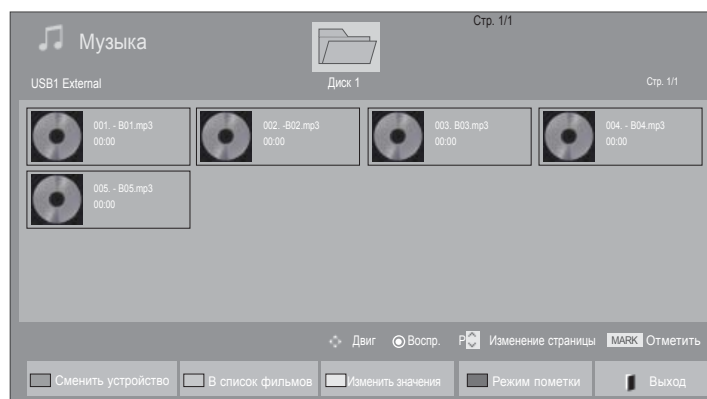 Стр. 1/1
Музыка
USB1 External
Диск 1
Стр. 1/1
001. - B01.mp3
00:00
002. -B02.mp3
00:00
003. B03.mp3
00:00
004. - B04.mp3
00:00
005. - B05.mp3
00:00
Двиг Воспр. P Изменение страницы MARK Отметить
Сменить устройство В список фильмов Изменить значения Режим пометки Выход